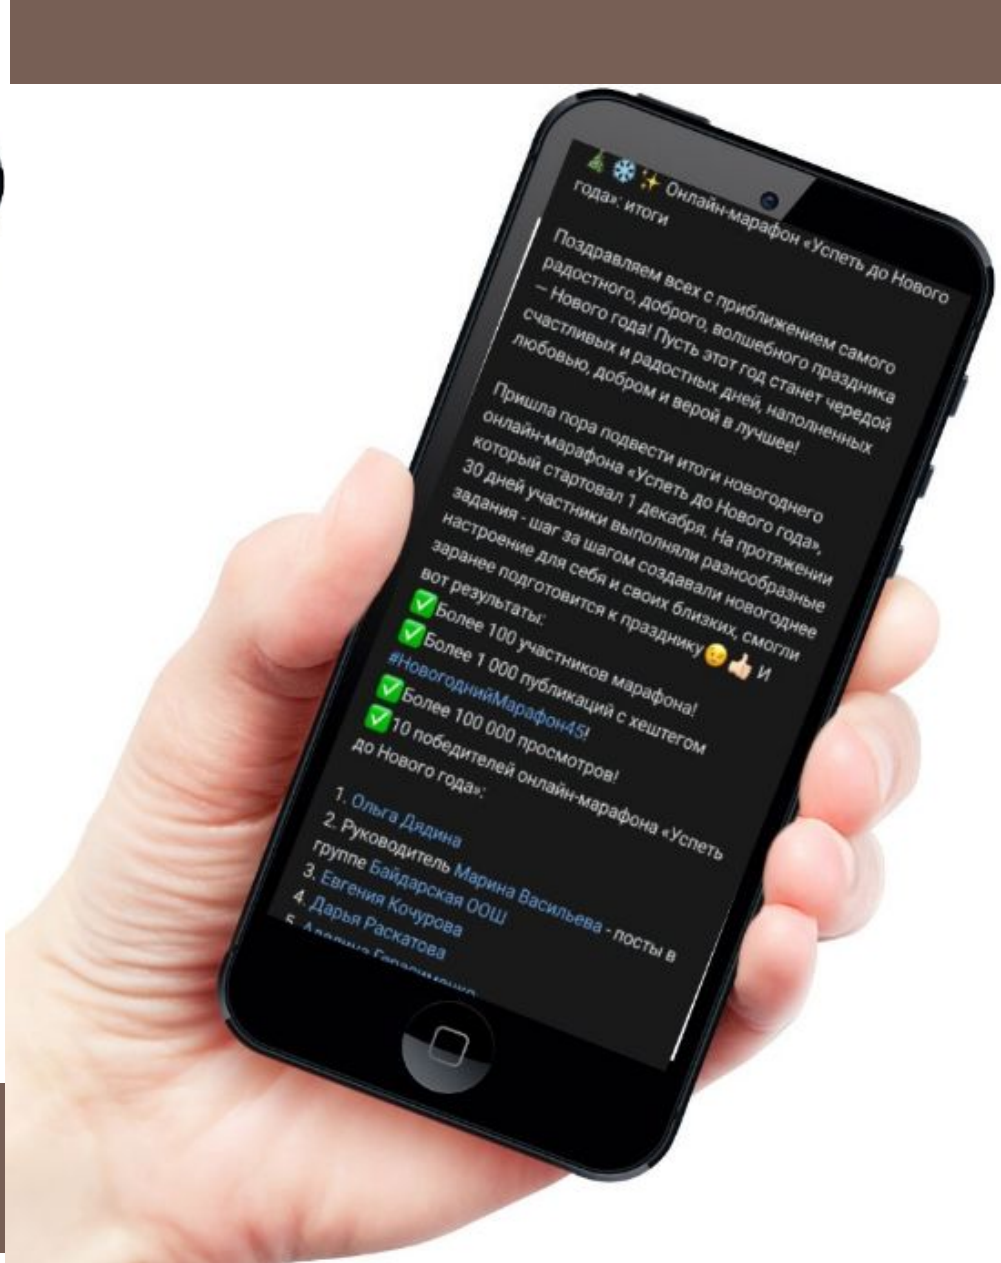 🎄❄️✨ Онлайн-марафон «Успеть до Нового
года»: итоги
Поздравляем всех с приближением самого
радостного, доброго, волшебного праздника
– Нового года! Пусть этот год станет чередой
счастливых и радостных дней, наполненных
любовью, добром и верой в лучшее!
Пришла пора подвести итоги новогоднего
онлайн-марафона «Успеть до Нового года»,
который стартовал 1 декабря. На протяжении
30 дней участники выполняли разнообразные
задания - шаг за шагом создавали новогоднее
настроение для себя и своих близких, смогли
заранее подготовится к празднику😉👍🏻 И
вот результаты:
✅Более 100 участников марафона!
✅Более 1 000 публикаций с хештегом
#НовогоднийМарафон45!
✅Более 100 000 просмотров!
✅10 победителей онлайн-марафона «Успеть
до Нового года»:
1. Ольга Дядина
2. Руководитель Марина Васильева - посты в
группе Байдарская ООШ
3. Евгения Кочурова
4. Дарья Раскатова
5. Герасименко